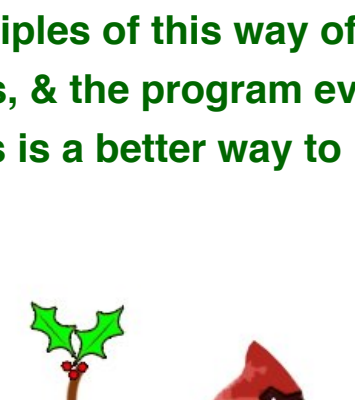 iples of this way of
s, & the program ev
s is a better way to